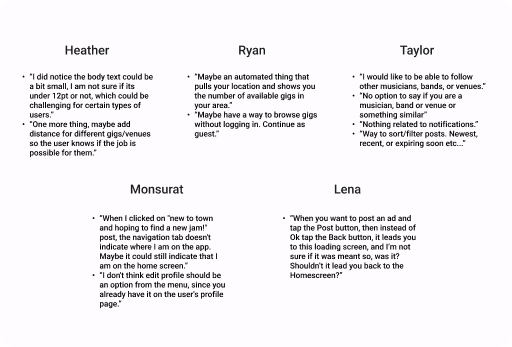 Heather
• "I did notice the body text could be
a bit small, I am not sure if its
under 12pt or not, which could be
challenging for certain types of
users."
• "One more thing, maybe add
distance for different gigs/venues
so the user knows if the job is
possible for them."
Ryan
• "Maybe an automated thing that
pulls your location and shows you
the number of available gigs in
your area."
• "Maybe have a way to browse gigs
without logging in. Continue as
guest."
Taylor
• "I would like to be able to follow
other musicians, bands, or venues."
• "No option to say if you are a
musician, band or venue or
something similar"
• "Nothing related to notifications."
• "Way to sort/filter posts. Newest,
recent, or expiring soon etc..."
Monsurat
• "When I clicked on "new to town
and hoping to find a new jam!"
post, the navigation tab doesn't
indicate where I am on the app.
Maybe it could still indicate that I
am on the home screen."
• "I don't think edit profile should be
an option from the menu, since you
already have it on the user's profile
page."
Lena
• "When you want to post an ad and
tap the Post button, then instead of
Ok tap the Back button, it leads you
to this loading screen, and I'm not
sure if it was meant so, was it?
Shouldn't it lead you back to the
Homescreen?"